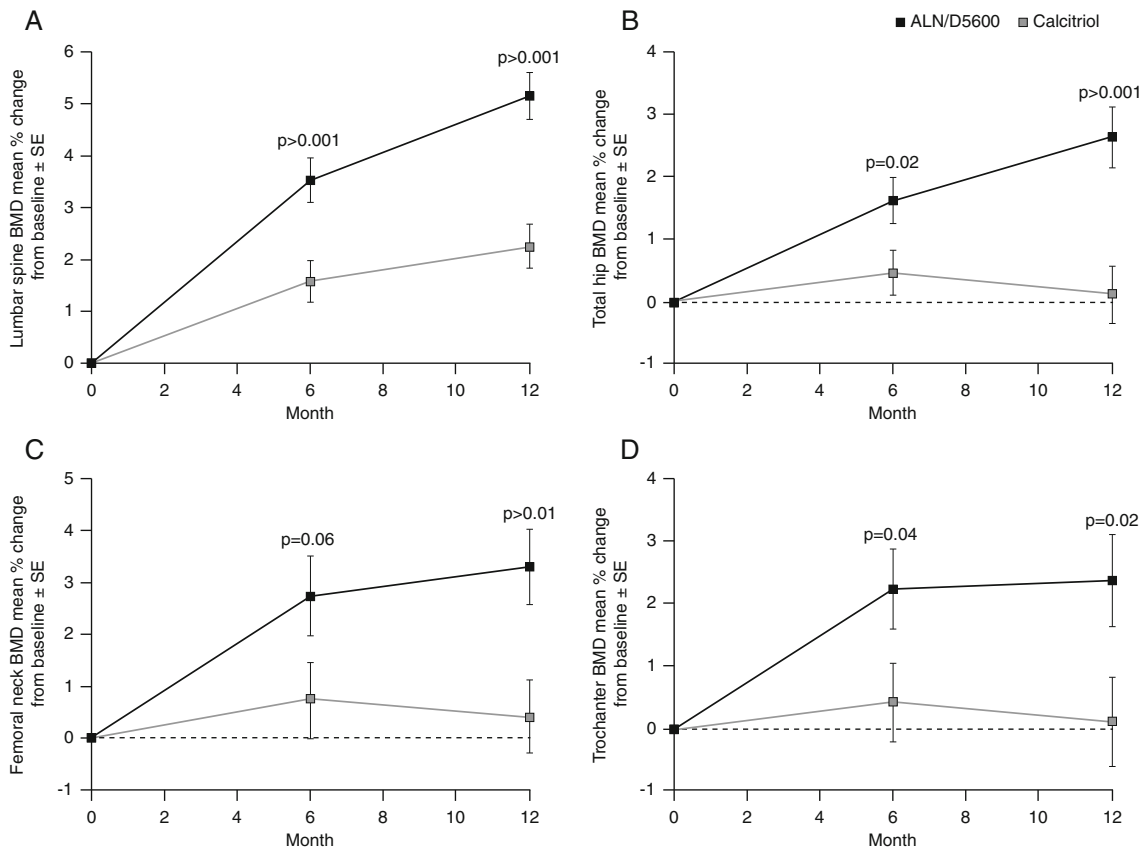 A
B
ALN/D5600
Calcitriol
Lumbar spine BMD mean % change
from baseline ± SE
6
5
4
3
2
1
0
p>0.001
p>0.001
0
2
4
6
8
10
12
Month
Total hip BMD mean % change
from baseline ± SE
4
3
2
1
0
-1
p=0.02
p>0.001
0
2
4
6
8
10
12
Month
C
Femoral neck BMD mean % change
from baseline ± SE
5
4
3
2
1
0
-1
p=0.06
p>0.01
0
2
4
6
8
10
12
Month
D
Trochanter BMD mean % change
from baseline ± SE
4
3
2
1
0
-1
p=0.04
p=0.02
0
2
4
6
8
10
12
Month